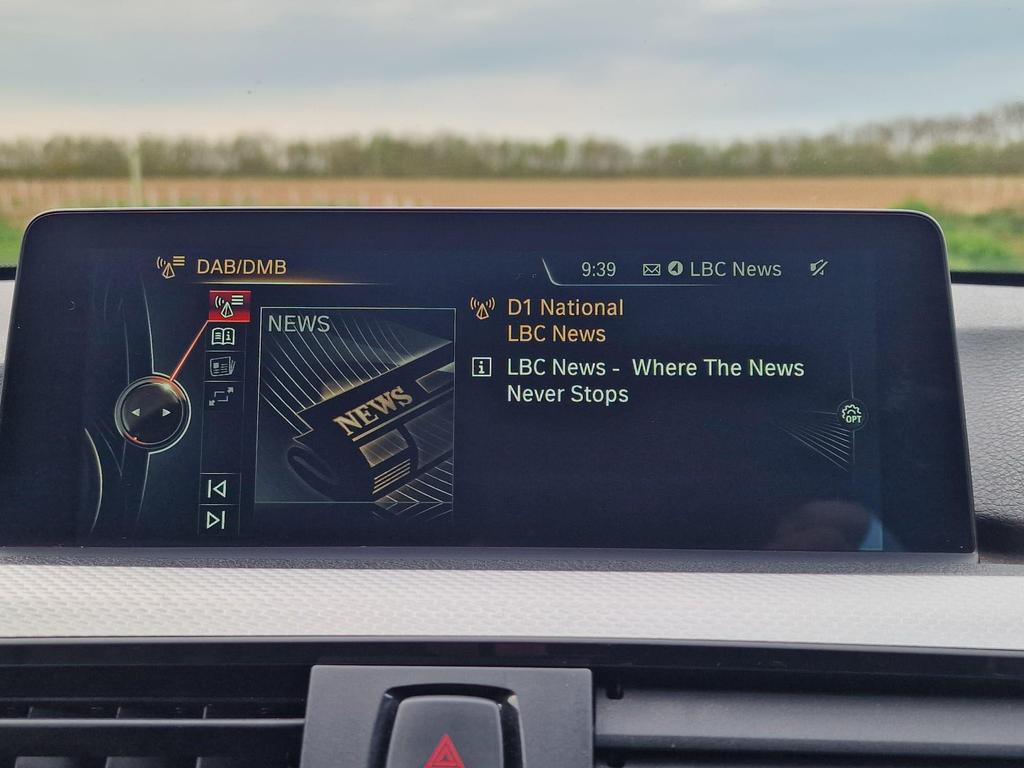 DAB/DMB
9:39
LBC News
NEWS
NEWS
D1 National
LBC News
LBC News - Where The News
Never Stops
OPT